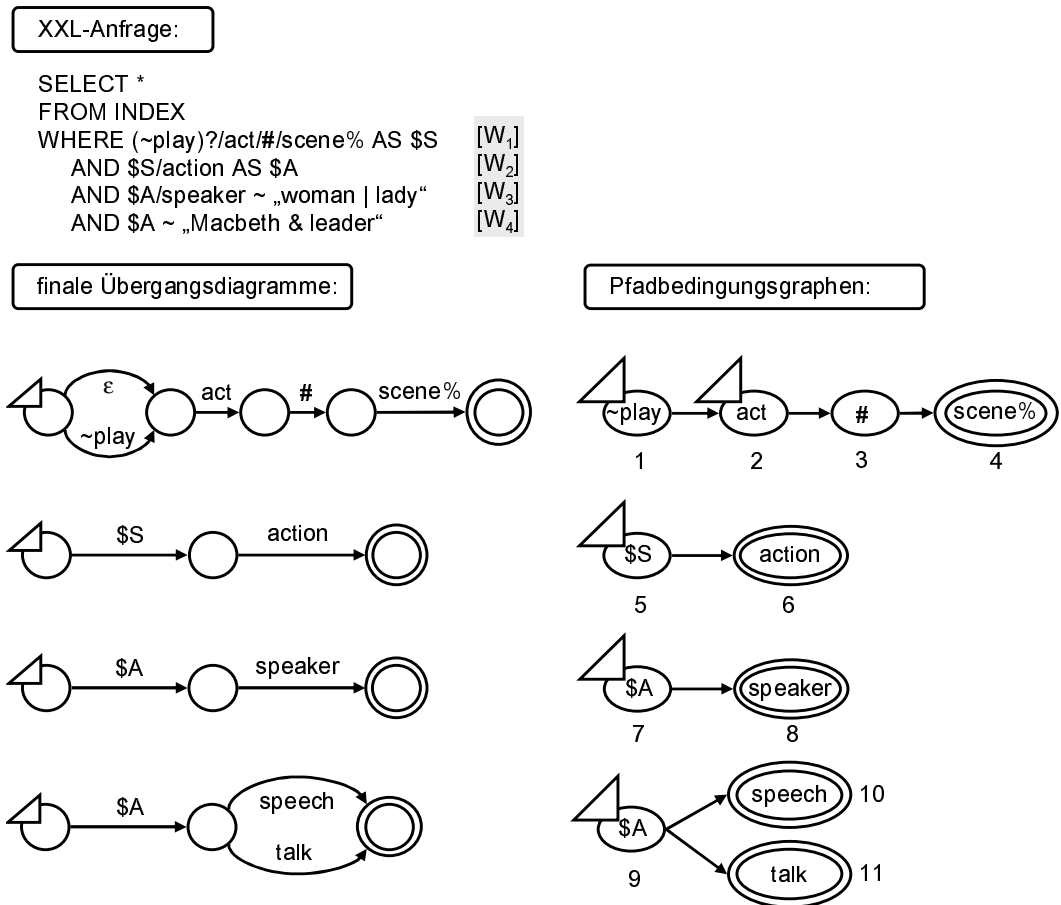 XXL-Anfrage:
SELECT *
FROM INDEX
WHERE (~play)?/act/#/scene% AS $S [W1]
AND $S/action AS $A [W2]
AND $A/speaker ~ „woman | lady“ [W3]
AND $A ~ „Macbeth & leader“ [W4]
finale Übergangsdiagramme:
Pfadbedingungsgraphen:
ε
~play
act
#
scene%
~play
act
#
scene%
1 2 3 4
$S action
$S action
5 6
$A speaker
$A speaker
7 8
$A
speech
talk
$A
9
speech 10
talk 11